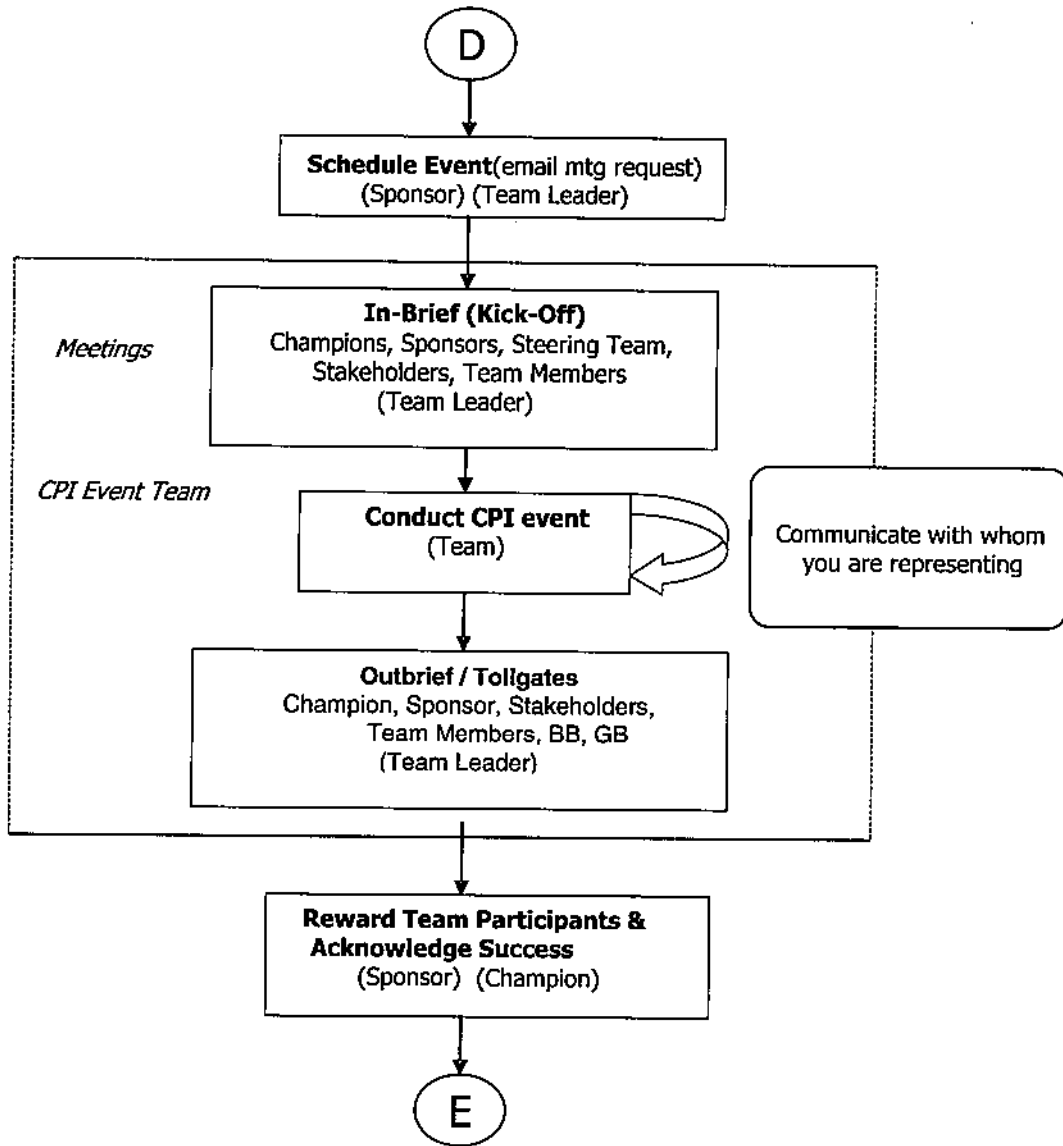 D
Schedule Event(email mtg request)
(Sponsor) (Team Leader)
Meetings
In-Brief (Kick-Off)
Champions, Sponsors, Steering Team,
Stakeholders, Team Members
(Team Leader)
CPI Event Team
Conduct CPI event
(Team)
Communicate with whom
you are representing
Outbrief / Tollgates
Champion, Sponsor, Stakeholders,
Team Members, BB, GB
(Team Leader)
Reward Team Participants &
Acknowledge Success
(Sponsor) (Champion)
E